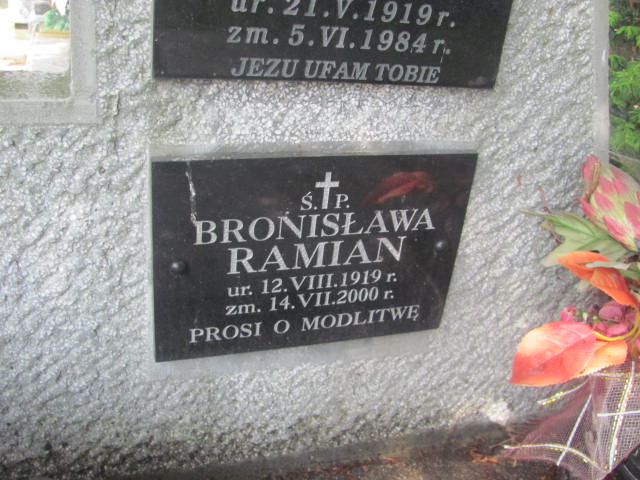 ur. 21.V.1919 r.
zm. 5.VI.1984 r.
JEZU UFAM TOBIE
Ś. P.
BRONISŁAWA
RAMIAN
ur. 12.VIII.1919 r.
zm. 14.VII.2000 r.
PROSI O MODLITWĘ